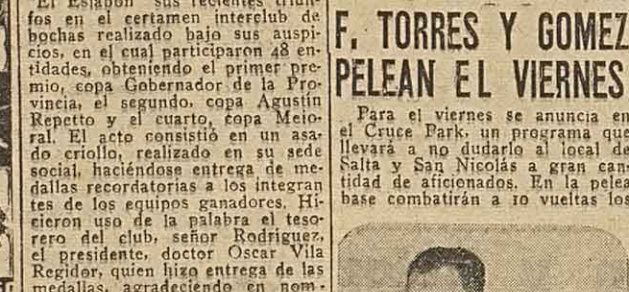 "El Eslabón" sus recientes triun-
fos en el certamen interclub de
bochas realizado bajo sus auspi-
cios, en el cual participaron 48 en-
tidades, obteniendo el primer pre-
mio, copa Gobernador de la Pro-
vincia, el segundo, copa Agustín
Repetto y el cuarto, copa Mejo-
ral. El acto consistió en un asa-
do criollo, realizado en su sede
social, haciéndose entrega de me-
dallas recordatorias a los integran
tes de los equipos ganadores. Hi-
cieron uso de la palabra el teso-
rero del club, señor Rodríguez,
el presidente, doctor Oscar Vila
Regidor, quien hizo entrega de las
medallas, agradeciendo en nom-
F. TORRES Y GOMEZ
PELEAN EL VIERNES
Para el viernes se anuncia en
el Cruce Park, un programa que
llevará a no dudarlo al local de
Salta y San Nicolás a gran can-
tidad de aficionados. En la pelea
base combatirán a 10 vueltas los